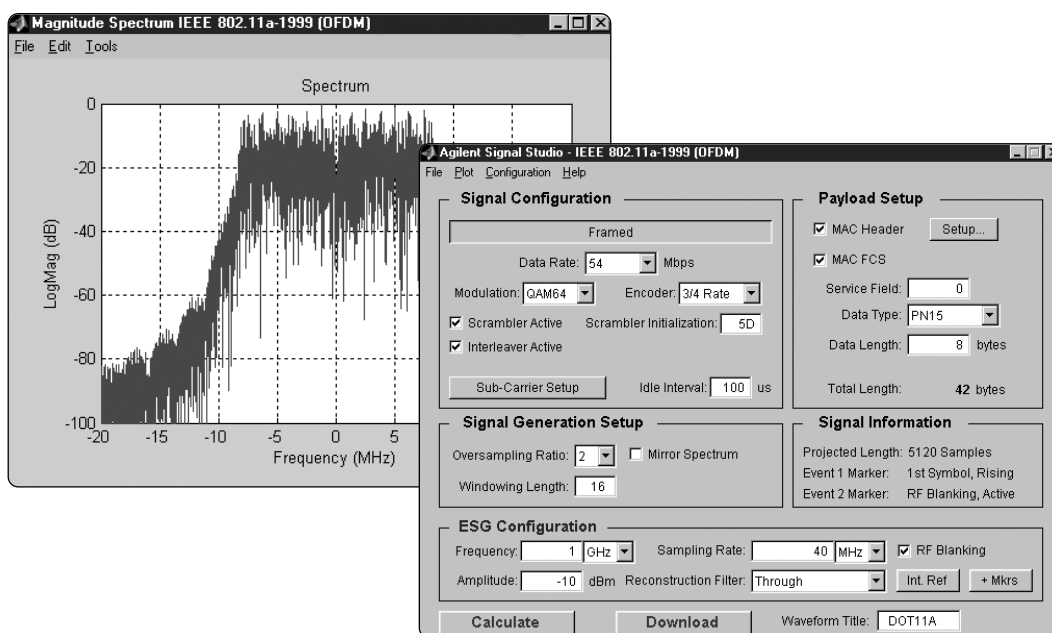 Magnitude Spectrum IEEE 802.11a-1999 (OFDM)
File Edit Tools
Spectrum
LogMag (dB)
0
-20
-40
-60
-80
-100
-20 -15 -10 -5 0 5
Frequency (MHz)
Agilent Signal Studio - IEEE 802.11a-1999 (OFDM)
File Plot Configuration Help
Signal Configuration
Framed
Data Rate: 54 Mbps
Modulation: QAM64 Encoder: 3/4 Rate
Scrambler Active Scrambler Initialization: 5D
Interleaver Active
Sub-Carrier Setup Idle Interval: 100 us
Payload Setup
MAC Header Setup...
MAC FCS
Service Field: 0
Data Type: PN15
Data Length: 8 bytes
Total Length: 42 bytes
Signal Generation Setup
Oversampling Ratio: 2 Mirror Spectrum
Windowing Length: 16
Signal Information
Projected Length: 5120 Samples
Event 1 Marker: 1st Symbol, Rising
Event 2 Marker: RF Blanking, Active
ESG Configuration
Frequency: 1 GHz Sampling Rate: 40 MHz RF Blanking
Amplitude: -10 dBm Reconstruction Filter: Through Int. Ref + Mkrs
Calculate Download Waveform Title: DOT11A